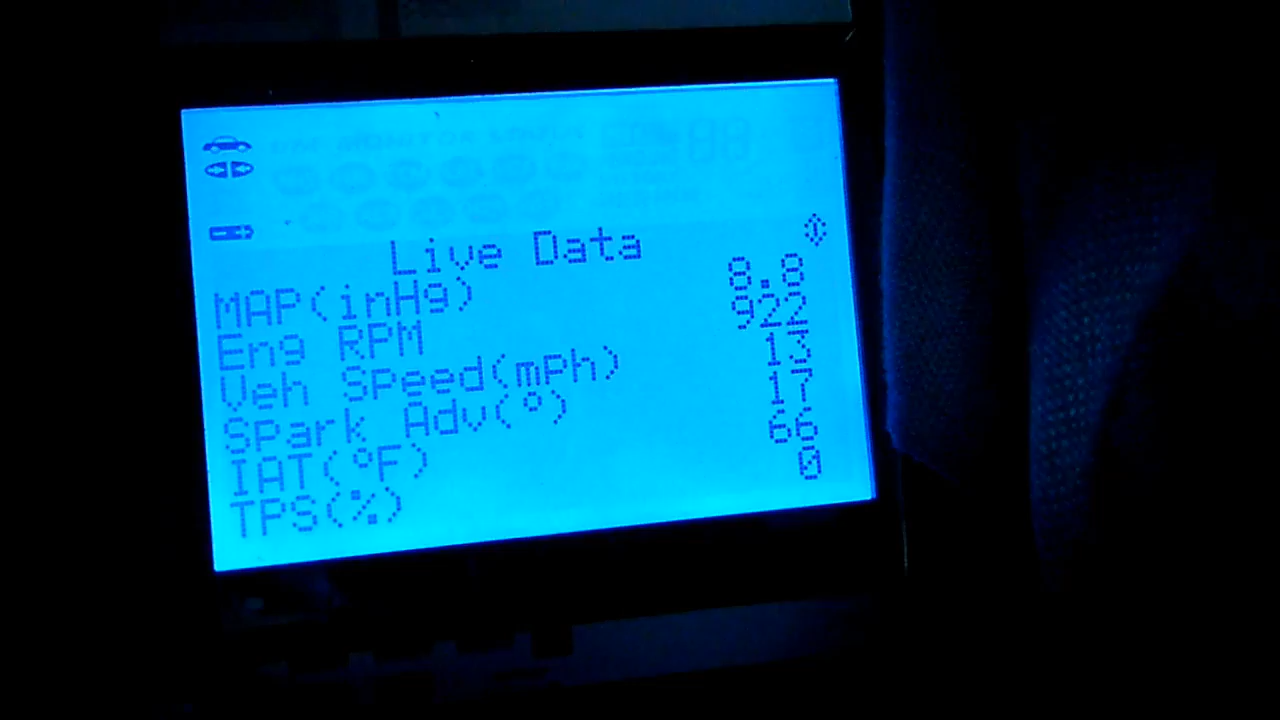 Live Data
MAP(inHg) 8.8
Eng RPM 922
Veh Speed(mph) 13
Spark Adv(°) 17
IAT(°F) 66
TPS(%) 0